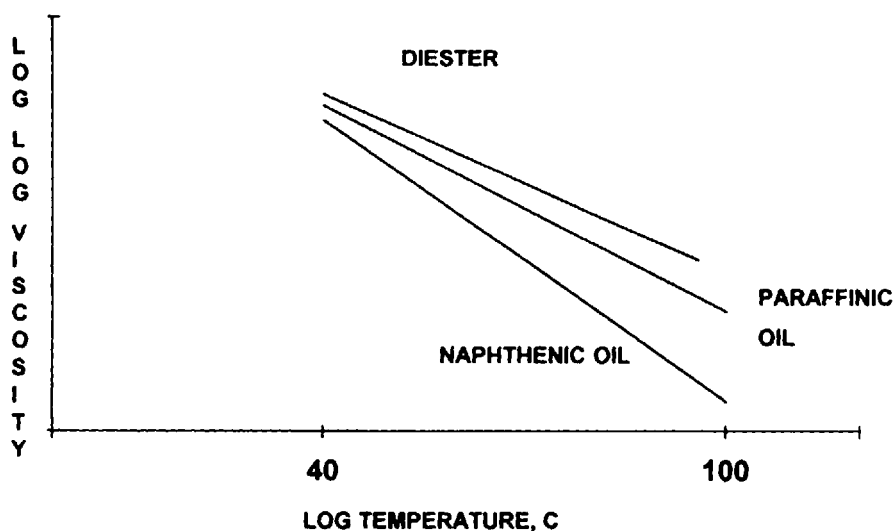 LOG LOG VISCOSITY
DIESTER
PARAFFINIC
OIL
NAPHTHENIC OIL
40
100
LOG TEMPERATURE, C